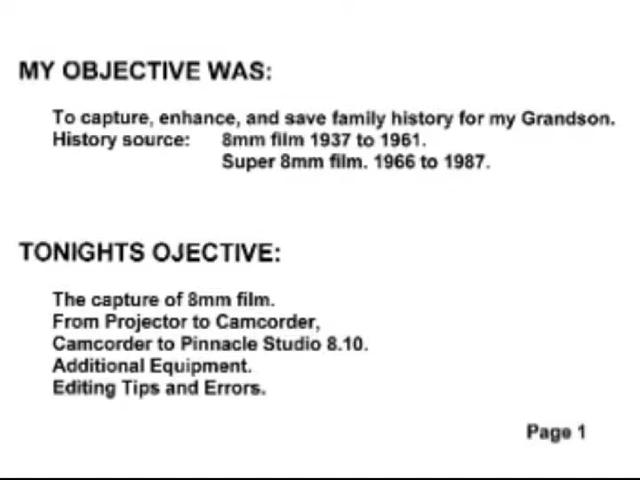 MY OBJECTIVE WAS:
To capture, enhance, and save family history for my Grandson.
History source: 8mm film 1937 to 1961.
Super 8mm film. 1966 to 1987.
TONIGHTS OJECTIVE:
The capture of 8mm film.
From Projector to Camcorder,
Camcorder to Pinnacle Studio 8.10.
Additional Equipment.
Editing Tips and Errors.
Page 1